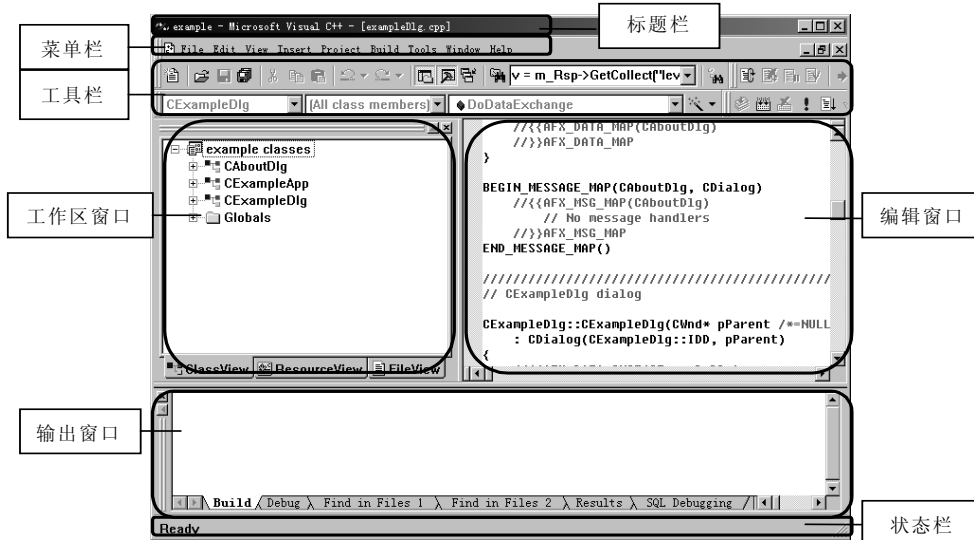 标题栏
example - Microsoft Visual C++ - [exampleDlg.cpp]
菜单栏
File Edit View Insert Project Build Tools Window Help
工具栏
v = m_Rsp->GetCollect("lev
CExampleDlg
(All class members)
DoDataExchange
工作区窗口
example classes
CAboutDlg
CExampleApp
CExampleDlg
Globals
ClassView
ResourceView
FileView
编辑窗口
//{{AFX_DATA_MAP(CAboutDlg)
//}}AFX_DATA_MAP
}
BEGIN_MESSAGE_MAP(CAboutDlg, CDialog)
//{{AFX_MSG_MAP(CAboutDlg)
// No message handlers
//}}AFX_MSG_MAP
END_MESSAGE_MAP()
/////////////////////////////////////////////
// CExampleDlg dialog
CExampleDlg::CExampleDlg(CWnd* pParent /*=NULL
: CDialog(CExampleDlg::IDD, pParent)
{
输出窗口
Build Debug Find in Files 1 Find in Files 2 Results SQL Debugging
状态栏
Ready